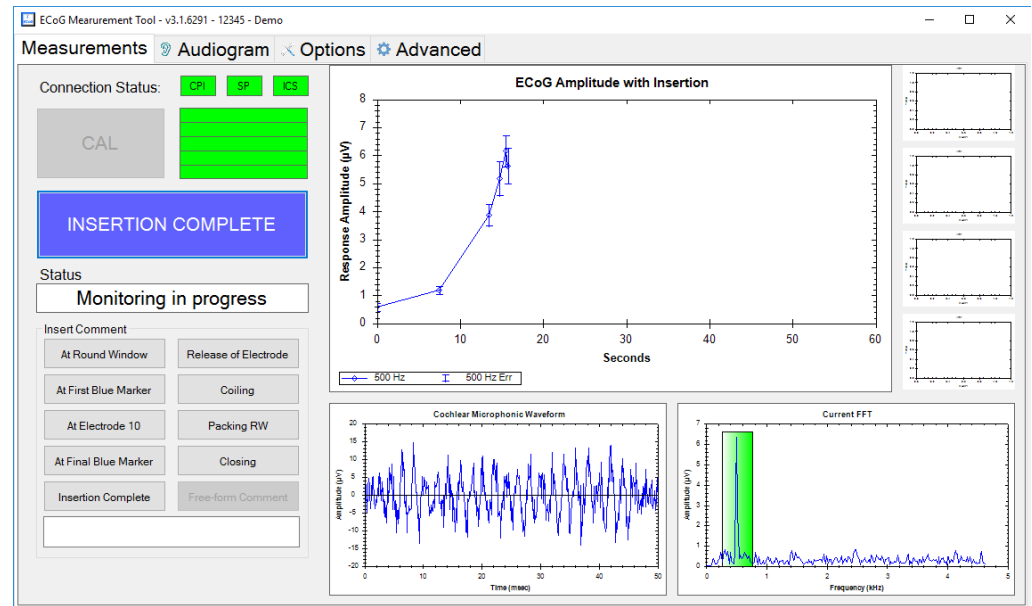 ECoG Mearurement Tool - v3.1.6291 - 12345 - Demo
Measurements Audiogram Options Advanced
Connection Status: CPI SP ICS
CAL
INSERTION COMPLETE
Status
Monitoring in progress
Insert Comment
At Round Window Release of Electrode
At First Blue Marker Coiling
At Electrode 10 Packing RW
At Final Blue Marker Closing
Insertion Complete Free-form Comment
ECoG Amplitude with Insertion
Response Amplitude (µV)
8
7
6
5
4
3
2
1
0
0 10 20 30 40 50 60
Seconds
500 Hz 500 Hz Err
Cochlear Microphonic Waveform
Amplitude (µV)
20
15
10
5
0
-5
-10
-15
-20
0 10 20 30 40 50
Time (msec)
Current FFT
Amplitude (µV)
7
6
5
4
3
2
1
0
0 1 2 3 4 5
Frequency (kHz)